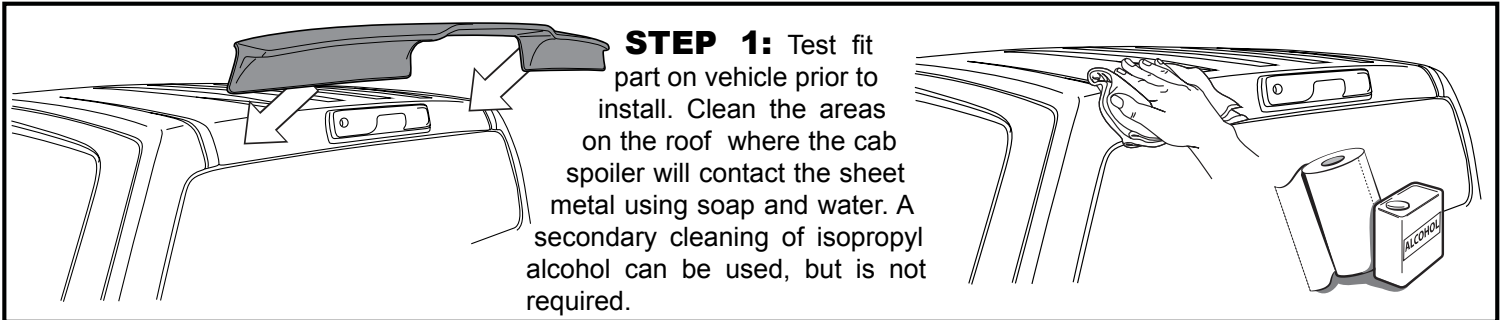 STEP 1: Test fit
part on vehicle prior to
install. Clean the areas
on the roof where the cab
spoiler will contact the sheet
metal using soap and water. A
secondary cleaning of isopropyl
alcohol can be used, but is not
required.
ALCOHOL